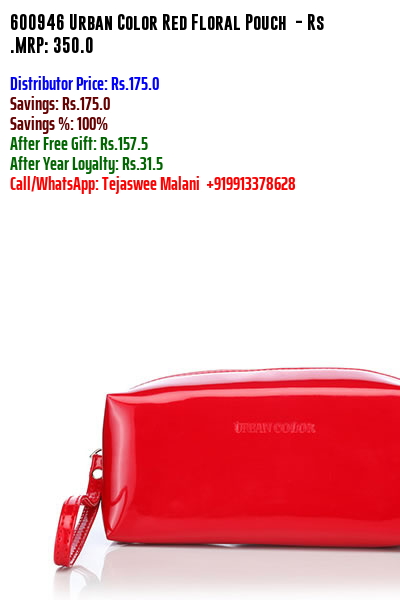 600946 Urban Color Red Floral Pouch - Rs
.MRP: 350.0
Distributor Price: Rs.175.0
Savings: Rs.175.0
Savings %: 100%
After Free Gift: Rs.157.5
After Year Loyalty: Rs.31.5
Call/WhatsApp: Tejaswee Malani +919913378628
URBAN COLOR